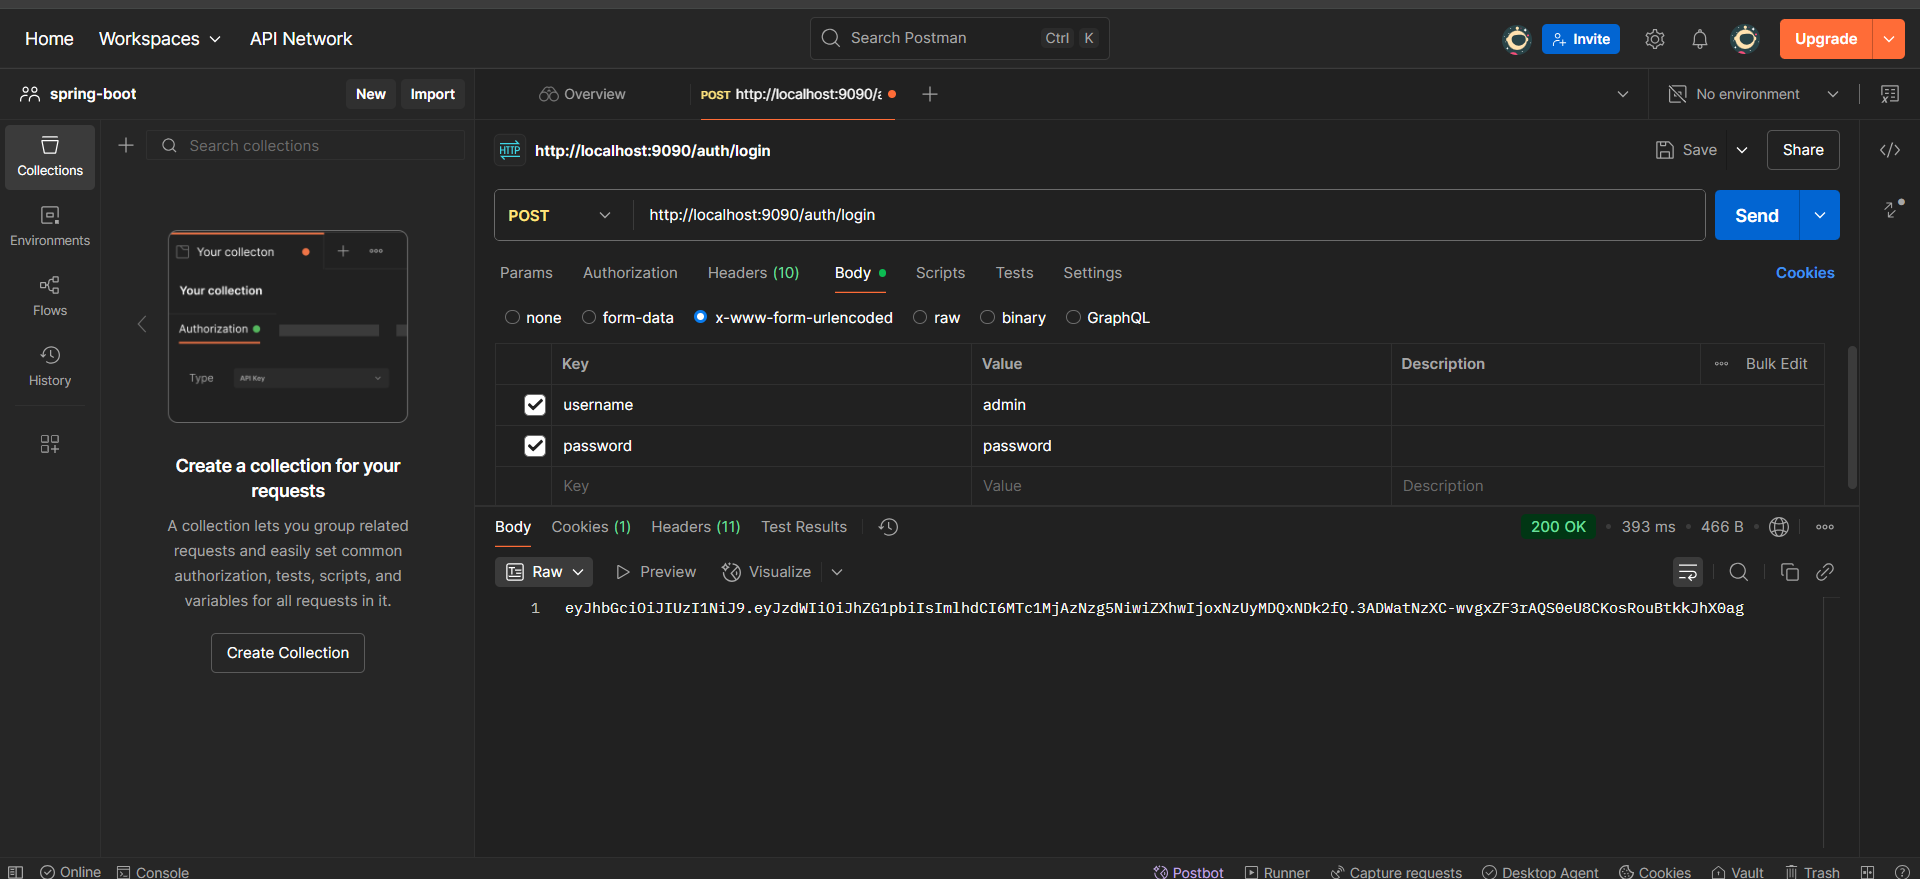 Home Workspaces API Network Search Postman Ctrl K Invite Upgrade
spring-boot New Import Overview POST http://localhost:9090/a No environment
Collections
Environments
Flows
History
Search collections
Your collecton
Your collection
Authorization
Type API Key
Create a collection for your
requests
A collection lets you group related
requests and easily set common
authorization, tests, scripts, and
variables for all requests in it.
Create Collection
HTTP http://localhost:9090/auth/login Save Share
POST http://localhost:9090/auth/login Send
Params Authorization Headers (10) Body Scripts Tests Settings Cookies
none form-data x-www-form-urlencoded raw binary GraphQL
Key Value Description Bulk Edit
username admin
password password
Key Value Description
Body Cookies (1) Headers (11) Test Results 200 OK 393 ms 466 B
Raw Preview Visualize
1 eyJhbGciOiJIUzI1NiJ9.eyJzdWIiOiJhZG1pbiIsImlhdCI6MTc1MjAzNzg5NiwiZXhwIjoxNzUyMDQxNDk2fQ.3ADWatNzXC-wvgxZF3rAQS0eU8CKosRouBtkkJhX0ag
Online Console Postbot Runner Capture requests Desktop Agent Cookies Vault Trash